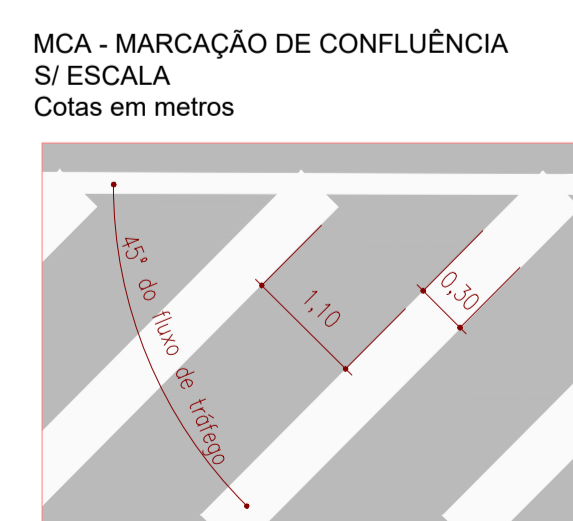 MCA - MARCAÇÃO DE CONFLUÊNCIA
S/ ESCALA
Cotas em metros
45° do fluxo de tráfego
1,10
0,30